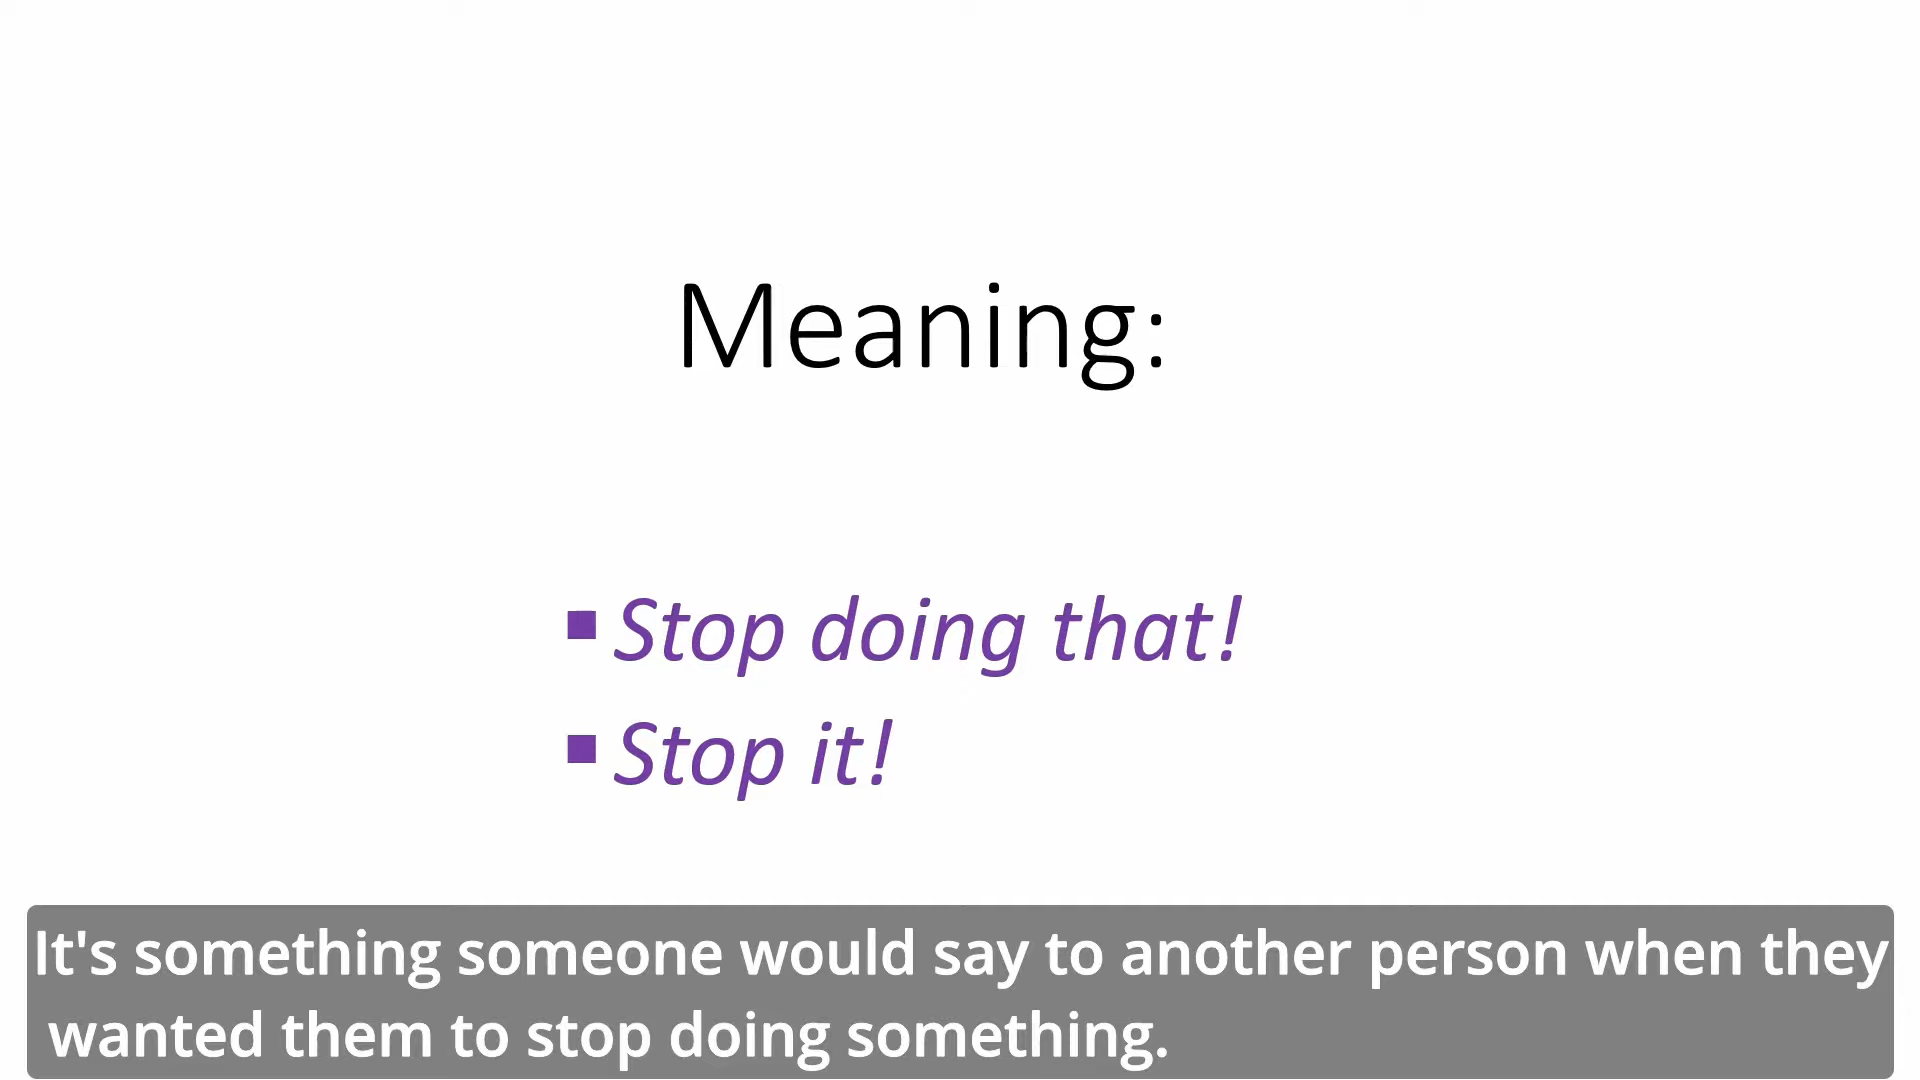 Meaning:
▪ Stop doing that!
▪ Stop it!
It's something someone would say to another person when they
wanted them to stop doing something.